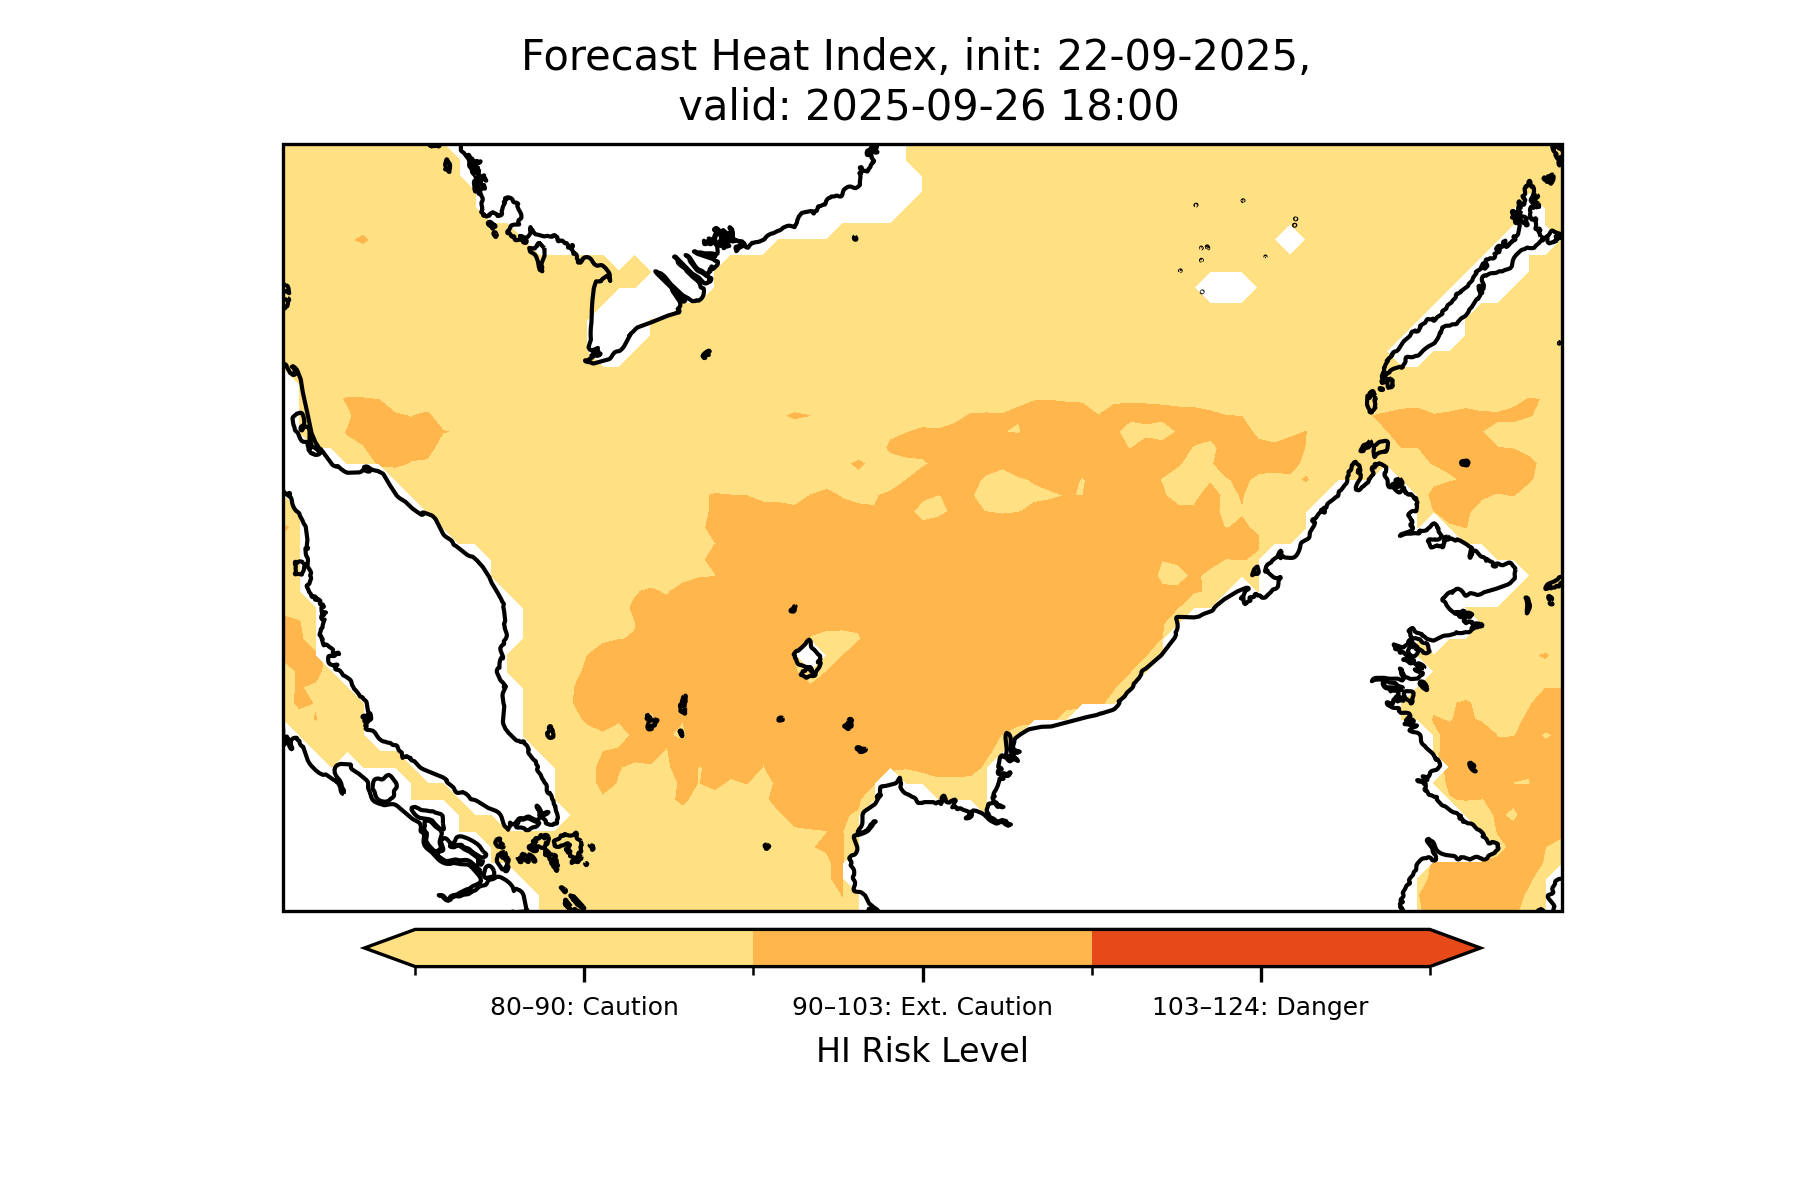 Forecast Heat Index, init: 22-09-2025,
valid: 2025-09-26 18:00
80–90: Caution
90–103: Ext. Caution
103–124: Danger
HI Risk Level